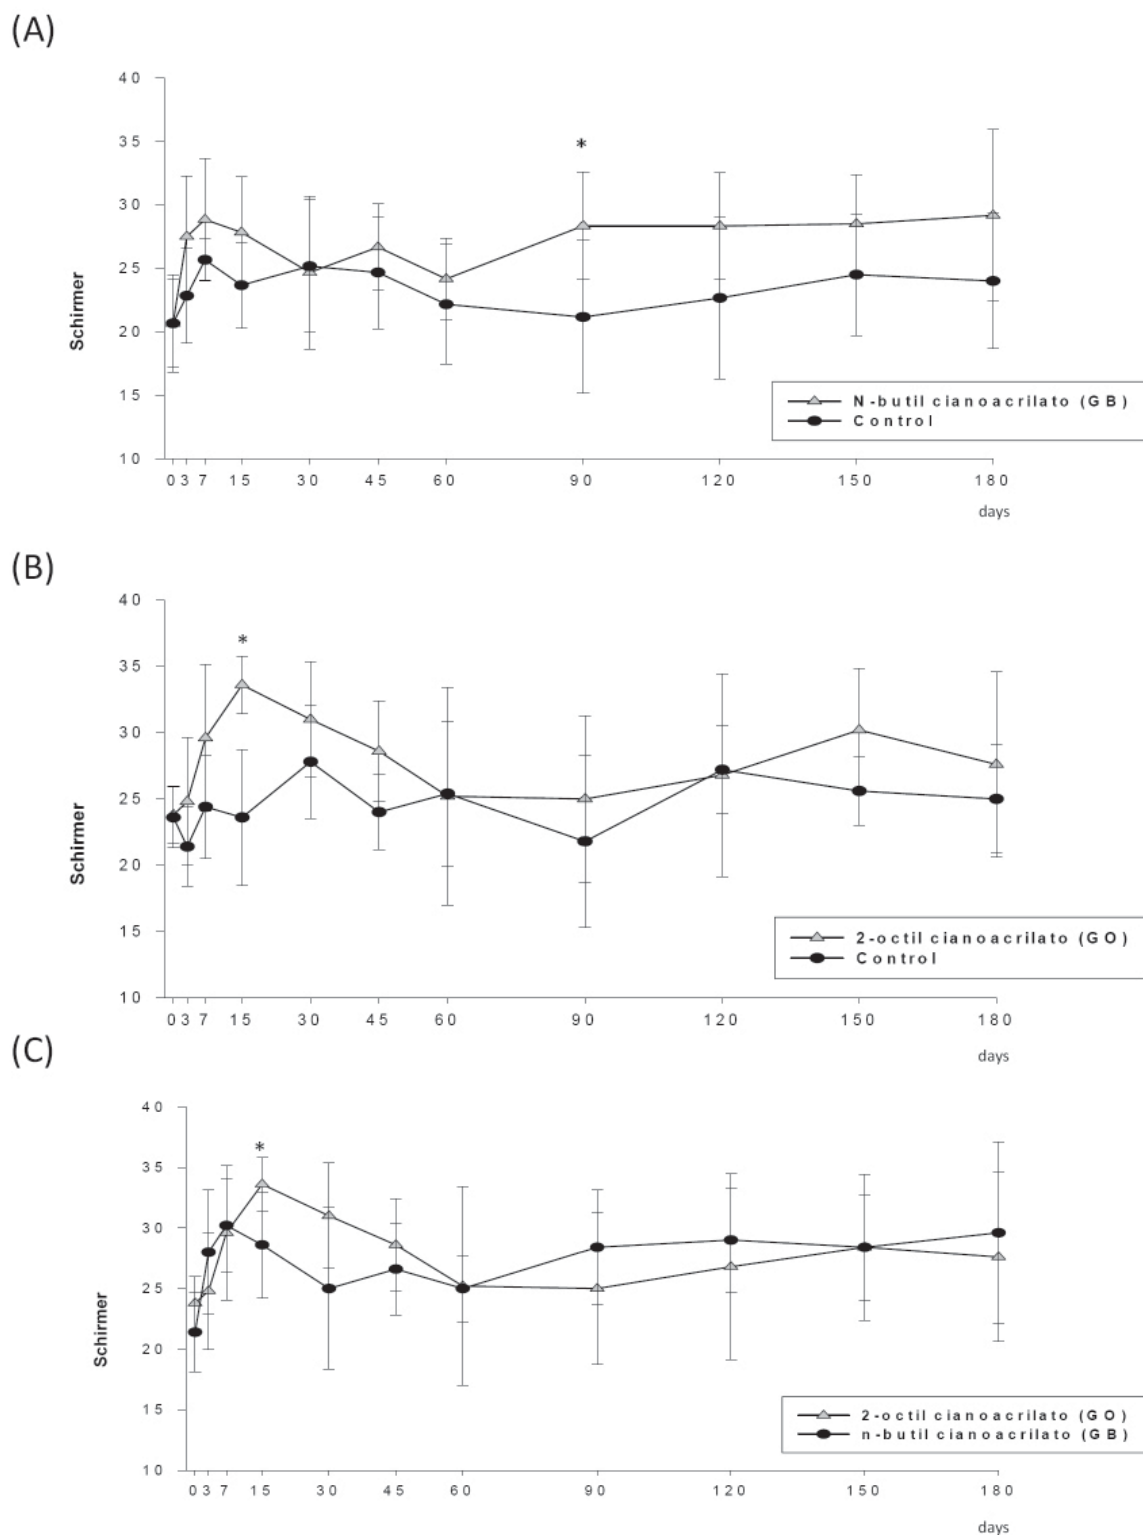 (A)
40
35
*
30
25
20
15
10
Schirmer
N-butil cianoacrilato (GB)
Control
0 3 7 15 30 45 60 90 120 150 180
days
(B)
40
35
*
30
25
20
15
10
Schirmer
2-octil cianoacrilato (GO)
Control
0 3 7 15 30 45 60 90 120 150 180
days
(C)
40
35
*
30
25
20
15
10
Schirmer
2-octil cianoacrilato (GO)
n-butil cianoacrilato (GB)
0 3 7 15 30 45 60 90 120 150 180
days